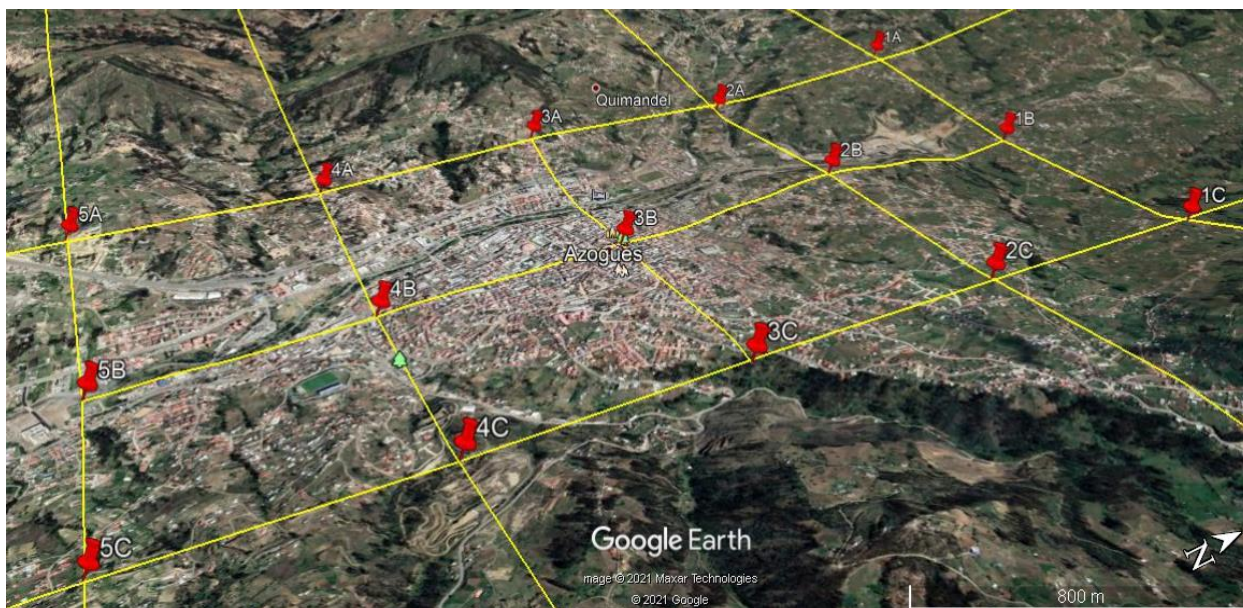 1A
2A
Quimandel
3A
1B
2B
4A
1C
5A
3B
Azogues
2C
4B
3C
5B
4C
5C
Google Earth
mage © 2021 Maxar Technologies
© 2021 Google
800 m
N